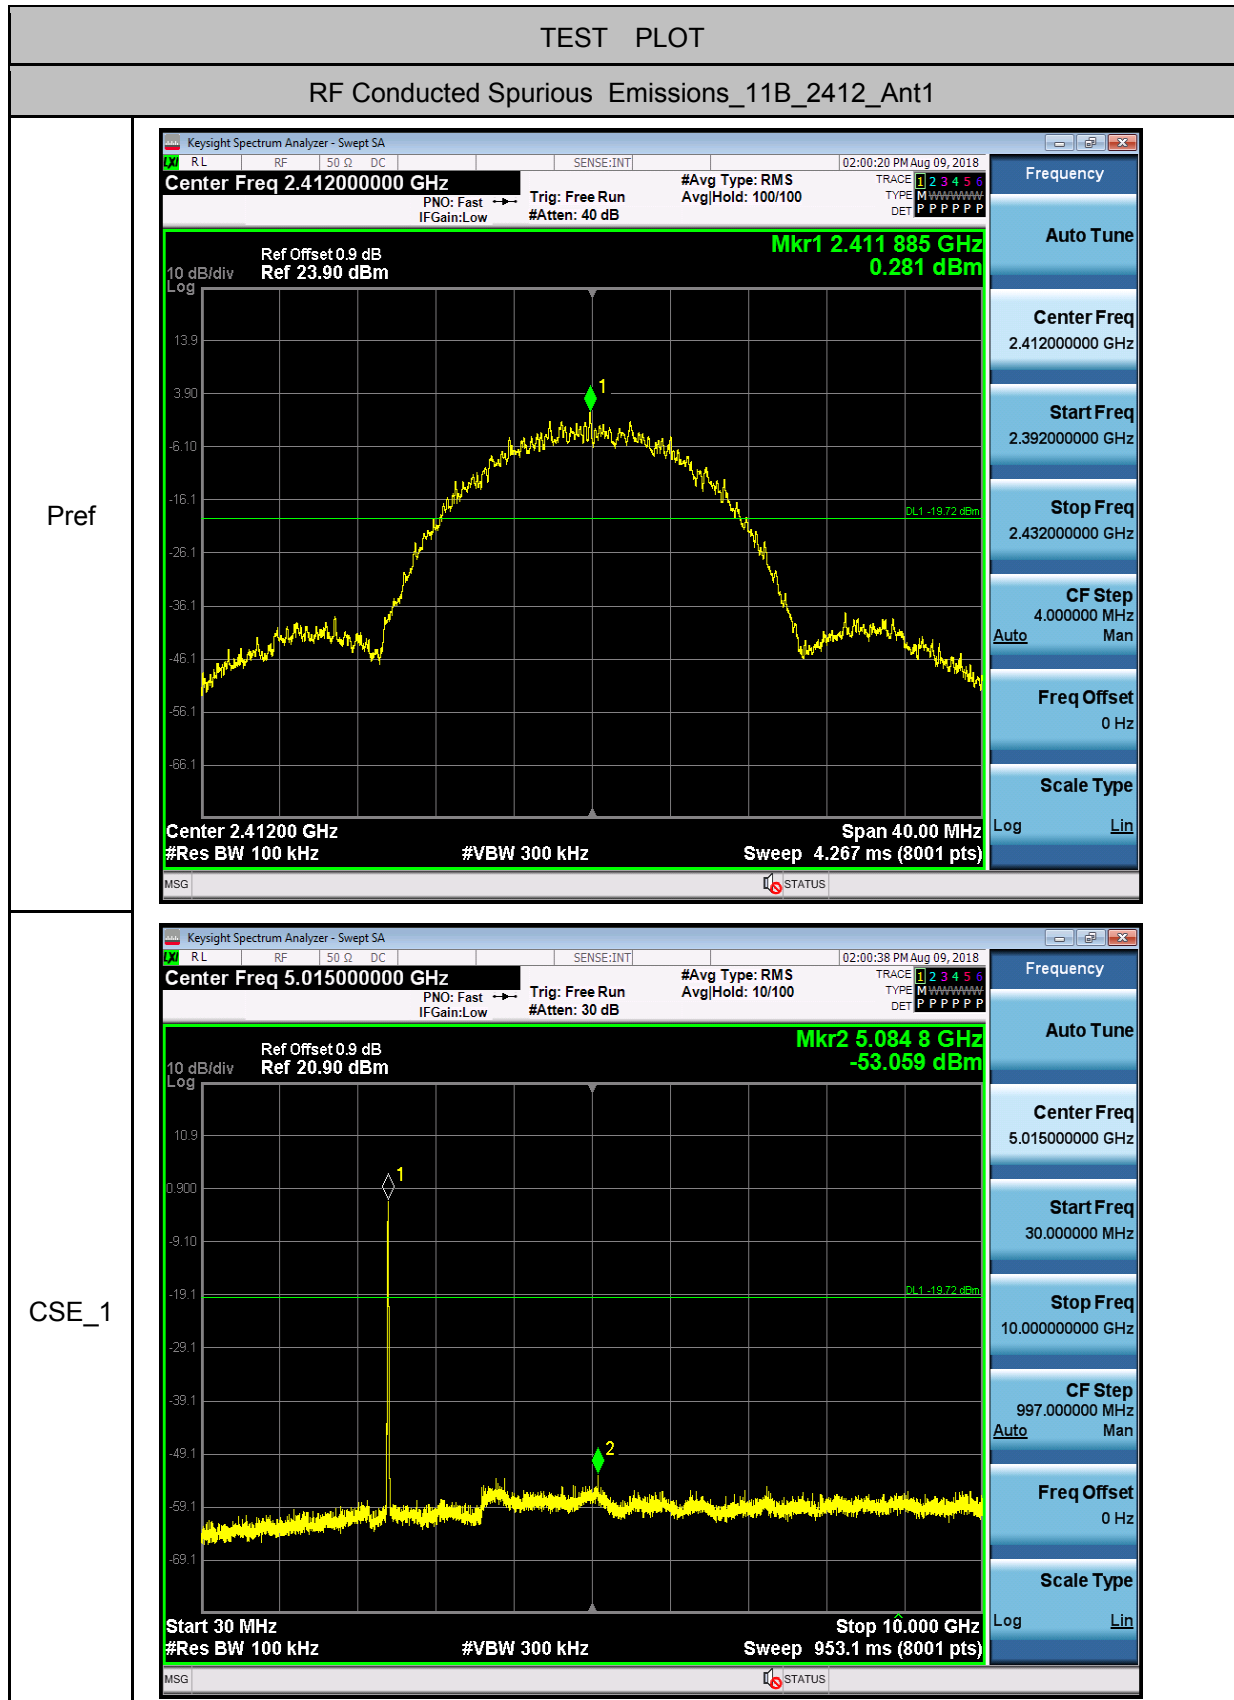 TEST PLOT
RF Conducted Spurious Emissions_11B_2412_Ant1
Pref
Keysight Spectrum Analyzer - Swept SA
LXI RL RF 50 Ω DC SENSE:INT 02:00:20 PM Aug 09, 2018
Center Freq 2.412000000 GHz
PNO: Fast
IFGain:Low
Trig: Free Run
#Atten: 40 dB
#Avg Type: RMS
Avg|Hold: 100/100
TRACE 1 2 3 4 5 6
TYPE M WWWWW
DET P P P P P P
Mkr1 2.411 885 GHz
0.281 dBm
Ref Offset 0.9 dB
10 dB/div Ref 23.90 dBm
Log
13.9
3.90
-6.10
-16.1
-26.1
-36.1
-46.1
-56.1
-66.1
1
DL1 -19.72 dBm
Center 2.41200 GHz Span 40.00 MHz
#Res BW 100 kHz #VBW 300 kHz Sweep 4.267 ms (8001 pts)
MSG STATUS
Frequency
Auto Tune
Center Freq
2.412000000 GHz
Start Freq
2.392000000 GHz
Stop Freq
2.432000000 GHz
CF Step
4.000000 MHz
Auto Man
Freq Offset
0 Hz
Scale Type
Log Lin
CSE_1
Keysight Spectrum Analyzer - Swept SA
LXI RL RF 50 Ω DC SENSE:INT 02:00:38 PM Aug 09, 2018
Center Freq 5.015000000 GHz
PNO: Fast
IFGain:Low
Trig: Free Run
#Atten: 30 dB
#Avg Type: RMS
Avg|Hold: 10/100
TRACE 1 2 3 4 5 6
TYPE M WWWWW
DET P P P P P P
Mkr2 5.084 8 GHz
-53.059 dBm
Ref Offset 0.9 dB
10 dB/div Ref 20.90 dBm
Log
10.9
0.900
-9.10
-19.1
-29.1
-39.1
-49.1
-59.1
-69.1
1
2
DL1 -19.72 dBm
Start 30 MHz Stop 10.000 GHz
#Res BW 100 kHz #VBW 300 kHz Sweep 953.1 ms (8001 pts)
MSG STATUS
Frequency
Auto Tune
Center Freq
5.015000000 GHz
Start Freq
30.000000 MHz
Stop Freq
10.000000000 GHz
CF Step
997.000000 MHz
Auto Man
Freq Offset
0 Hz
Scale Type
Log Lin